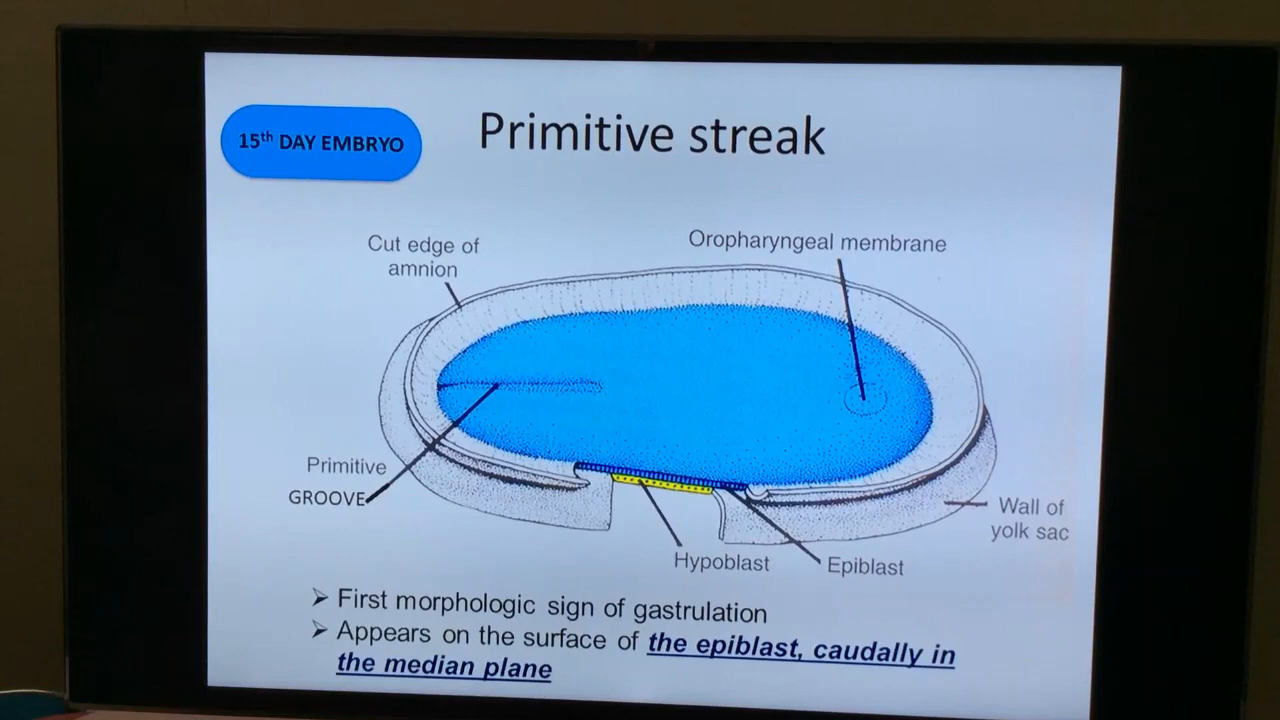 15th DAY EMBRYO
Primitive streak
Cut edge of
amnion
Oropharyngeal membrane
Primitive
GROOVE
Wall of
yolk sac
Hypoblast
Epiblast
➢ First morphologic sign of gastrulation
➢ Appears on the surface of the epiblast, caudally in
the median plane